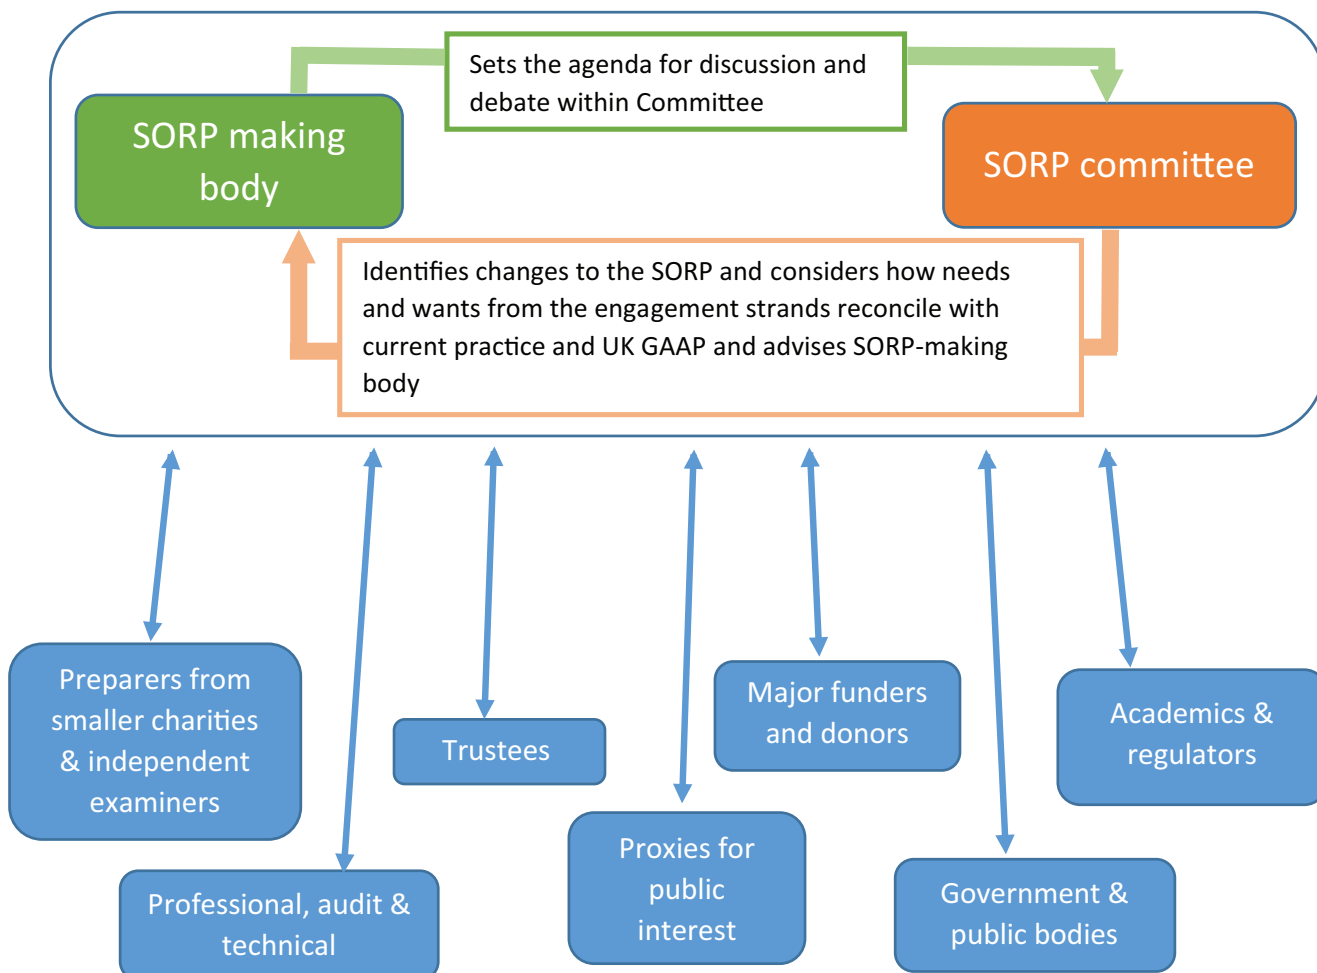 Sets the agenda for discussion and
debate within Committee
SORP making
body
SORP committee
Identifies changes to the SORP and considers how needs
and wants from the engagement strands reconcile with
current practice and UK GAAP and advises SORP-making
body
Preparers from
smaller charities
& independent
examiners
Professional, audit &
technical
Trustees
Proxies for
public
interest
Major funders
and donors
Government &
public bodies
Academics &
regulators